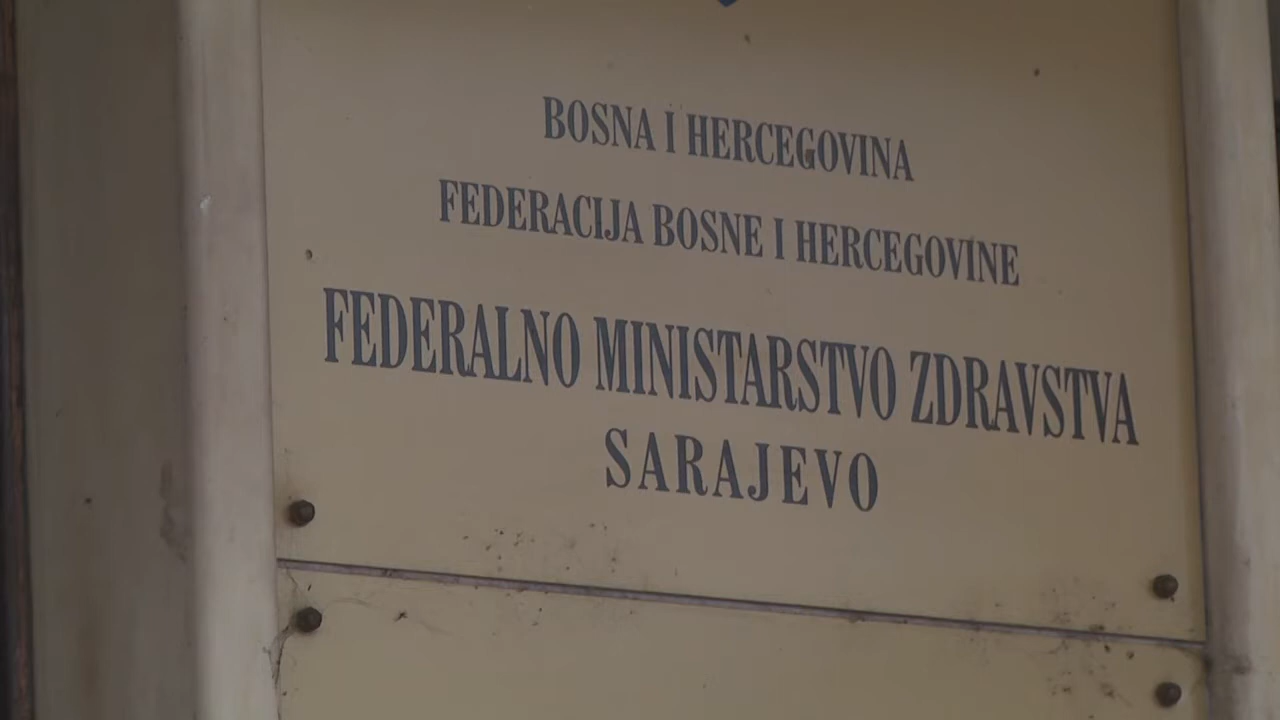 BOSNA I HERCEGOVINA
FEDERACIJA BOSNE I HERCEGOVINE
FEDERALNO MINISTARSTVO ZDRAVSTVA
SARAJEVO